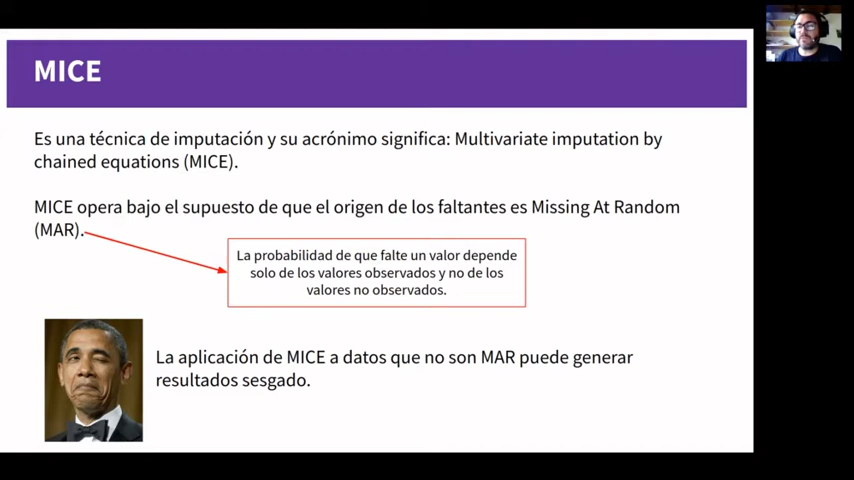 MICE
Es una técnica de imputación y su acrónimo significa: Multivariate imputation by
chained equations (MICE).
MICE opera bajo el supuesto de que el origen de los faltantes es Missing At Random
(MAR).
La probabilidad de que falte un valor depende
solo de los valores observados y no de los
valores no observados.
La aplicación de MICE a datos que no son MAR puede generar
resultados sesgado.